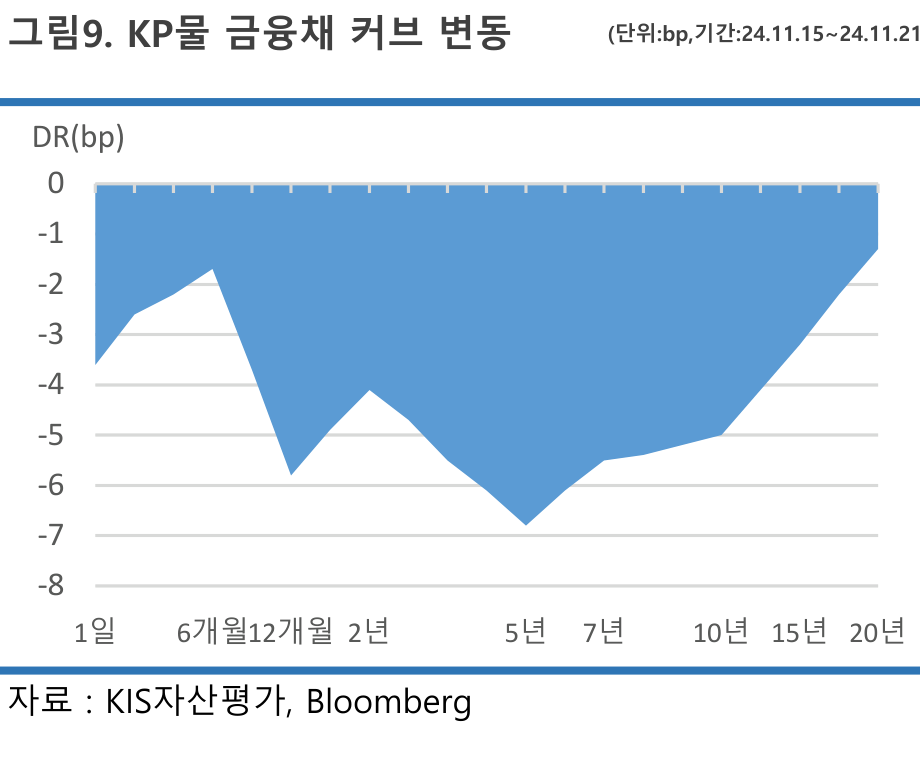 그림9. KP물 금융채 커브 변동 (단위:bp,기간:24.11.15~24.11.21
DR(bp)
0
-1
-2
-3
-4
-5
-6
-7
-8
1일 6개월 12개월 2년 5년 7년 10년 15년 20년
자료 : KIS자산평가, Bloomberg